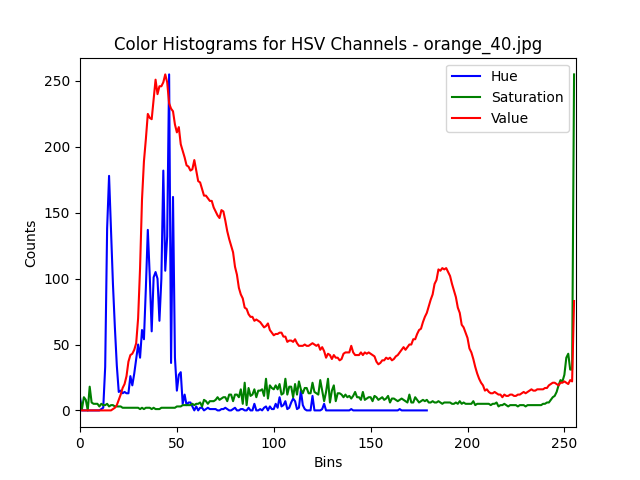 Color Histograms for HSV Channels - orange_40.jpg
Hue
Saturation
Value
Counts
250
200
150
100
50
0
0 50 100 150 200 250
Bins